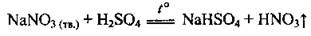 NaNO₃ (тв.) + H₂SO₄ ⇌ t° NaHSO₄ + HNO₃↑